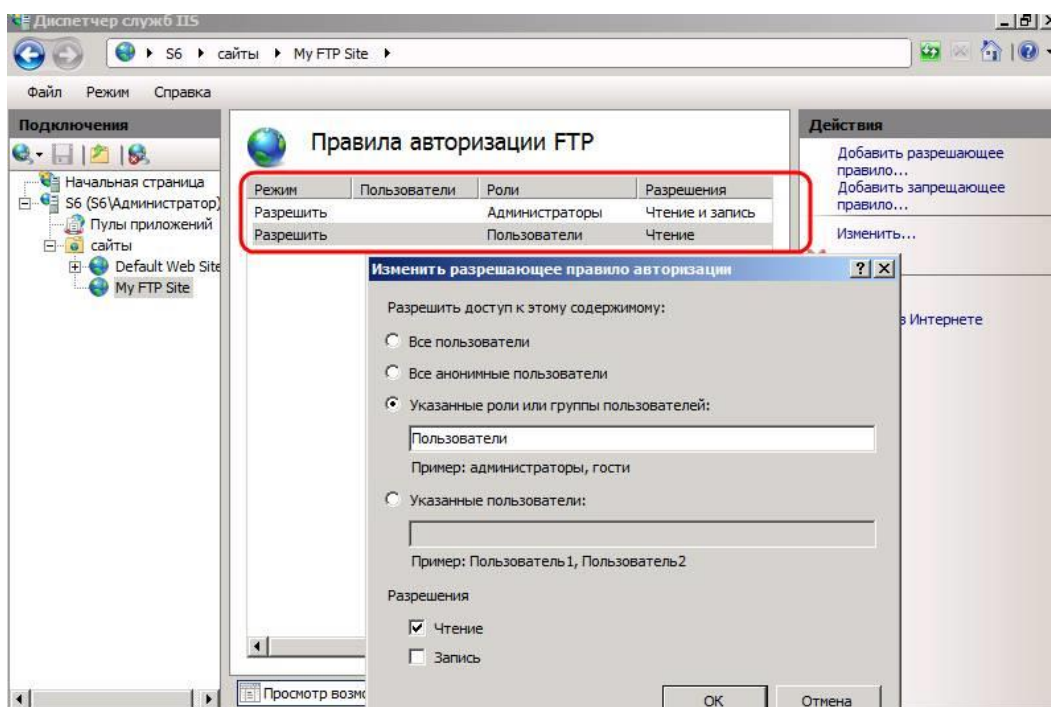 Диспетчер служб IIS
S6 сайты My FTP Site
Файл Режим Справка
Подключения
Начальная страница
S6 (S6\Администратор)
Пулы приложений
сайты
Default Web Site
My FTP Site
Правила авторизации FTP
Режим Пользователи Роли Разрешения
Разрешить Администраторы Чтение и запись
Разрешить Пользователи Чтение
Изменить разрешающее правило авторизации
Разрешить доступ к этому содержимому:
Все пользователи
Все анонимные пользователи
Указанные роли или группы пользователей:
Пользователи
Пример: администраторы, гости
Указанные пользователи:
Пример: Пользователь1, Пользователь2
Разрешения
Чтение
Запись
OK Отмена
Просмотр
Действия
Добавить разрешающее
правило...
Добавить запрещающее
правило...
Изменить...
в Интернете